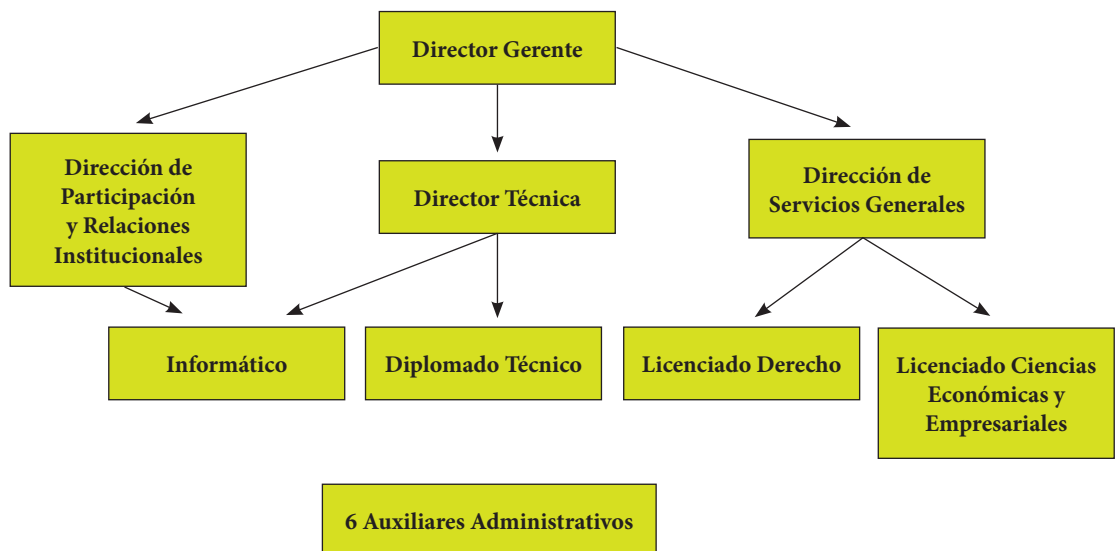 Director Gerente
Dirección de
Participación
y Relaciones
Institucionales
Director Técnica
Dirección de
Servicios Generales
Informático
Diplomado Técnico
Licenciado Derecho
Licenciado Ciencias
Económicas y
Empresariales
6 Auxiliares Administrativos